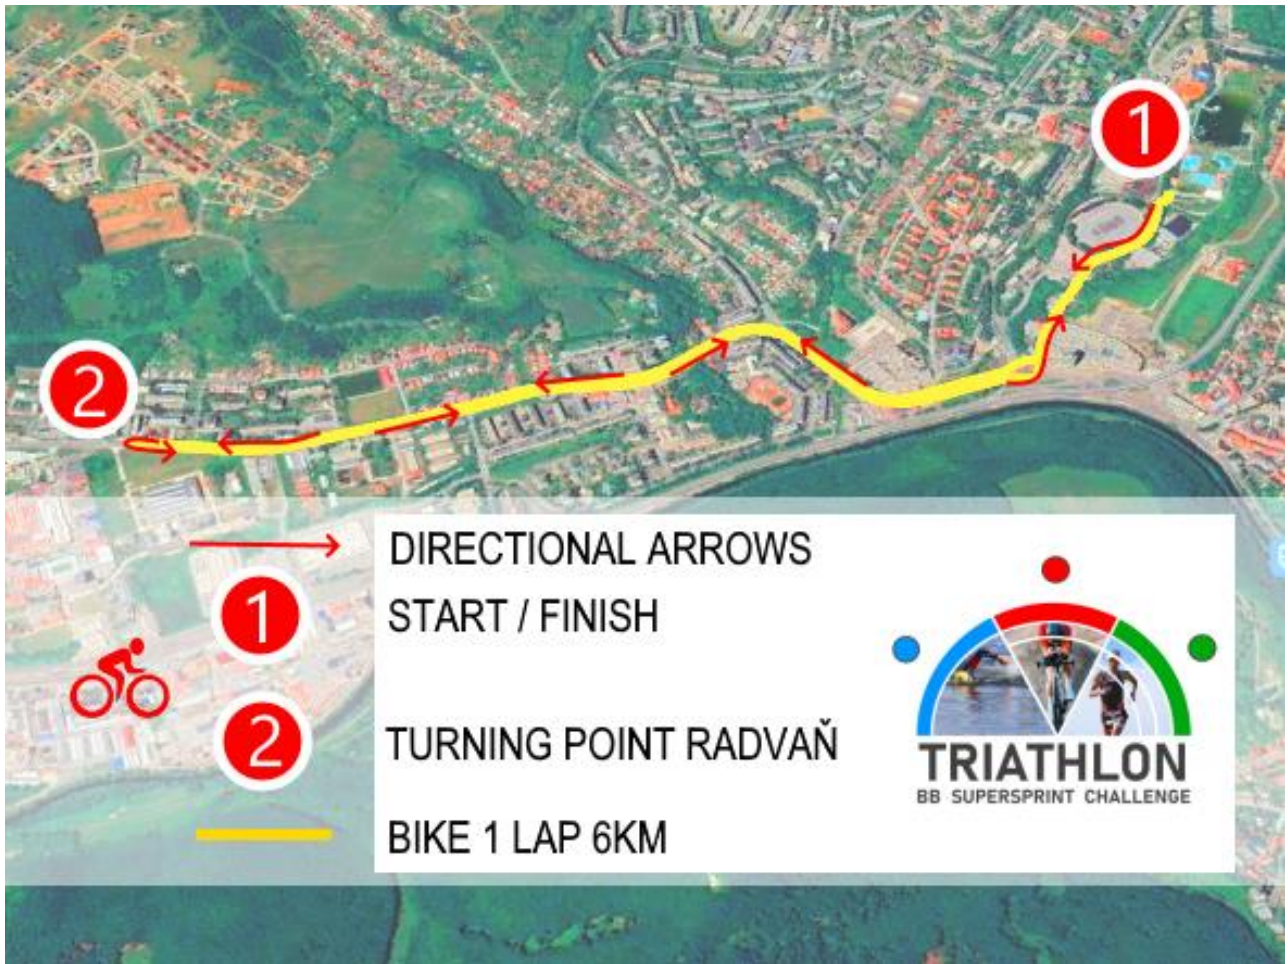 1
2
DIRECTIONAL ARROWS
1
START / FINISH
2
TURNING POINT RADVAŇ
BIKE 1 LAP 6KM
TRIATHLON
BB SUPERSPRINT CHALLENGE